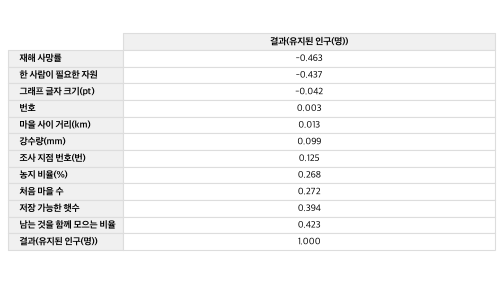 결과(유지된 인구(명))
재해 사망률 -0.463
한 사람이 필요한 자원 -0.437
그래프 글자 크기(pt) -0.042
번호 0.003
마을 사이 거리(km) 0.013
강수량(mm) 0.099
조사 지점 번호(번) 0.125
농지 비율(%) 0.268
처음 마을 수 0.272
저장 가능한 햇수 0.394
남는 것을 함께 모으는 비율 0.423
결과(유지된 인구(명)) 1.000